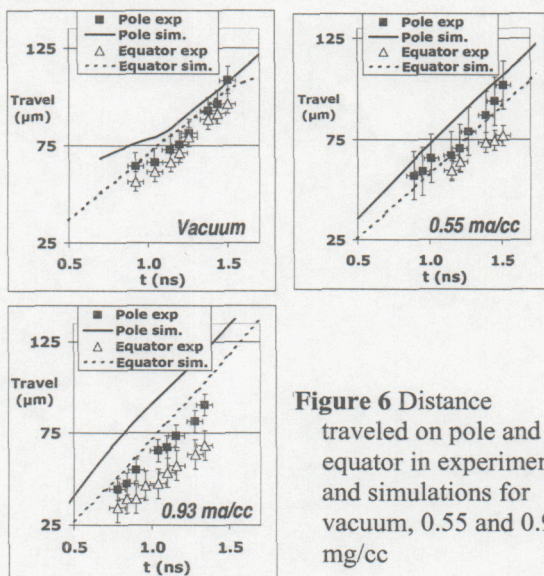 Pole exp
Pole sim.
Equator exp
Equator sim.
125
Travel
(µm)
75
25
Vacuum
0.5
1.0
1.5
t (ns)
Pole exp
Pole sim.
Equator exp
Equator sim.
125
Travel
(µm)
75
25
0.55 mg/cc
0.5
1.0
1.5
t (ns)
Pole exp
Pole sim.
Equator exp
Equator sim.
125
Travel
(µm)
75
25
0.93 mg/cc
0.5
1.0
1.5
t (ns)
Figure 6 Distance
traveled on pole and
equator in experimen
and simulations for
vacuum, 0.55 and 0.9
mg/cc